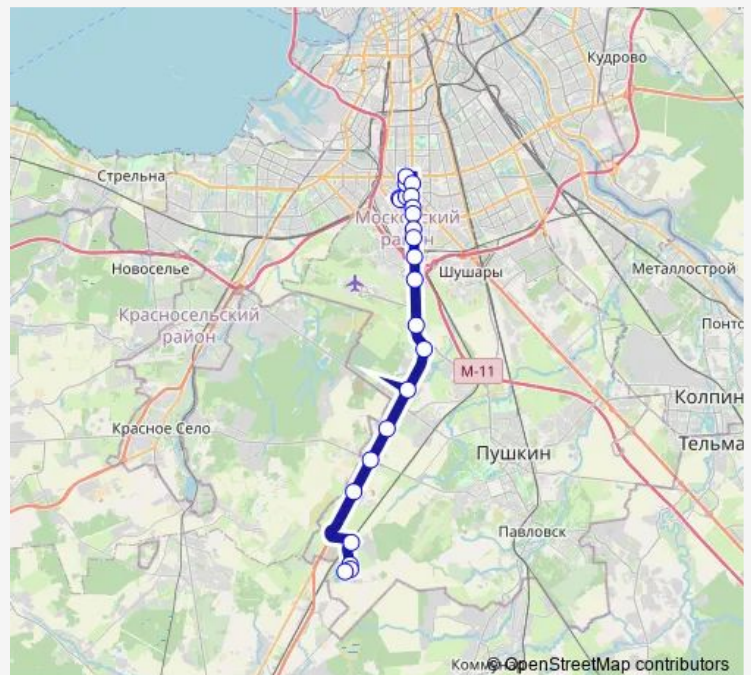 Кудрово
Стрельна
Московский
район
Новоселье
Шушары
Металлострой
Красносельский
район
Понто
М-11
Колпин
Красное Село
Тельма
Пушкин
Павловск
© OpenStreetMap contributors